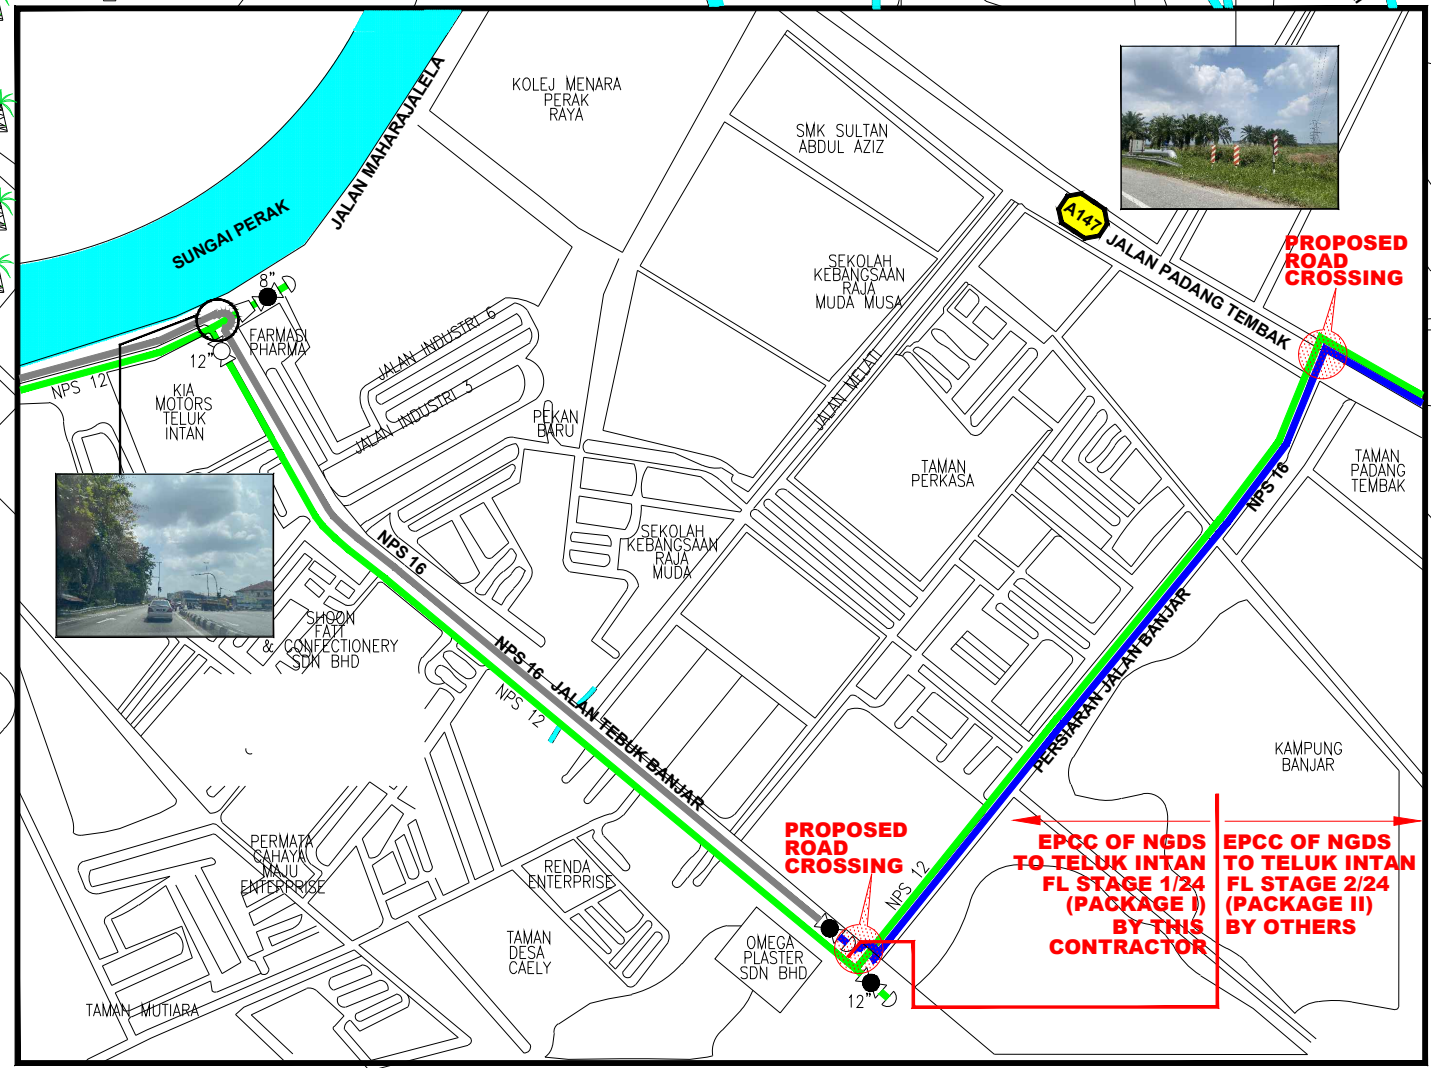 KOLEJ MENARA
PERAK
RAYA
SMK SULTAN
ABDUL AZIZ
JALAN MAHARAJALELA
SUNGAI PERAK
A147
JALAN PADANG TEMBAK
PROPOSED
ROAD
CROSSING
SEKOLAH
KEBANGSAAN
RAJA
MUDA MUSA
8"
FARMASI
PHARMA
12"
NPS 12
KIA
MOTORS
TELUK
INTAN
JALAN INDUSTRI 6
JALAN INDUSTRI 3
PEKAN
BARU
JALAN MELATI
TAMAN
PERKASA
TAMAN
PADANG
TEMBAK
NPS 16
NPS 16
SEKOLAH
KEBANGSAAN
RAJA
MUDA
SHOON
FATT
& CONFECTIONERY
SDN BHD
NPS 16
JALAN TEBUK BANJAR
NPS 12
PERSIARAN JALAN BANJAR
KAMPUNG
BANJAR
PERMATA
CAHAYA
MAJU
ENTERPRISE
RENDA
ENTERPRISE
PROPOSED
ROAD
CROSSING
NPS 12
EPCC OF NGDS
TO TELUK INTAN
FL STAGE 1/24
(PACKAGE I)
BY THIS
CONTRACTOR
EPCC OF NGDS
TO TELUK INTAN
FL STAGE 2/24
(PACKAGE II)
BY OTHERS
TAMAN
DESA
CAELY
OMEGA
PLASTER
SDN BHD
12"
TAMAN MUTIARA